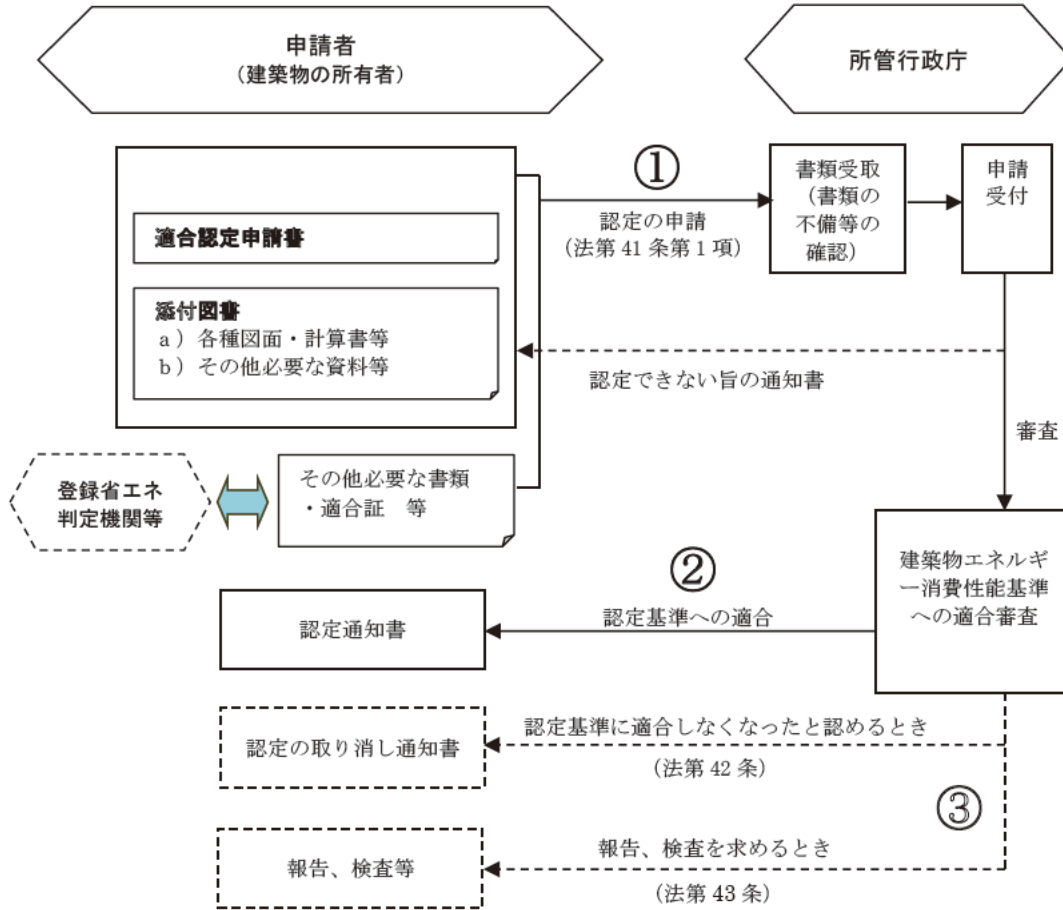 申請者
（建築物の所有者）
所管行政庁
適合認定申請書
添付図書
a）各種図面・計算書等
b）その他必要な資料等
①
認定の申請
（法第 41 条第 1 項）
書類受取
（書類の
不備等の
確認）
申請
受付
認定できない旨の通知書
審査
登録省エネ
判定機関等
その他必要な書類
・適合証　等
建築物エネルギ
ー消費性能基準
への適合審査
②
認定基準への適合
認定通知書
認定基準に適合しなくなったと認めるとき
（法第 42 条）
認定の取り消し通知書
③
報告、検査を求めるとき
（法第 43 条）
報告、検査等